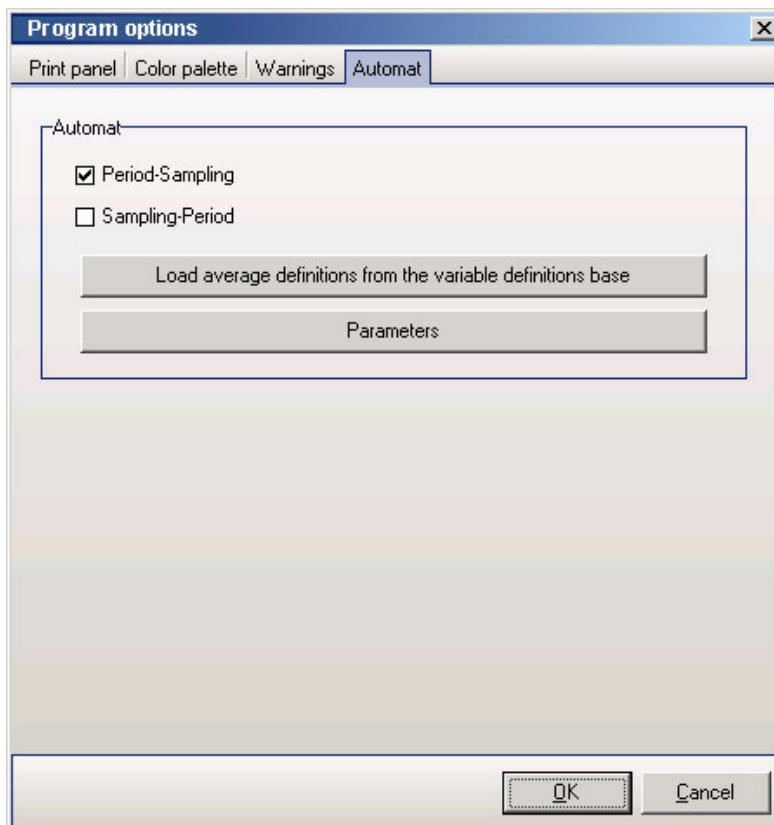 Program options
Print panel Color palette Warnings Automat
Automat
Period-Sampling
Sampling-Period
Load average definitions from the variable definitions base
Parameters
OK Cancel